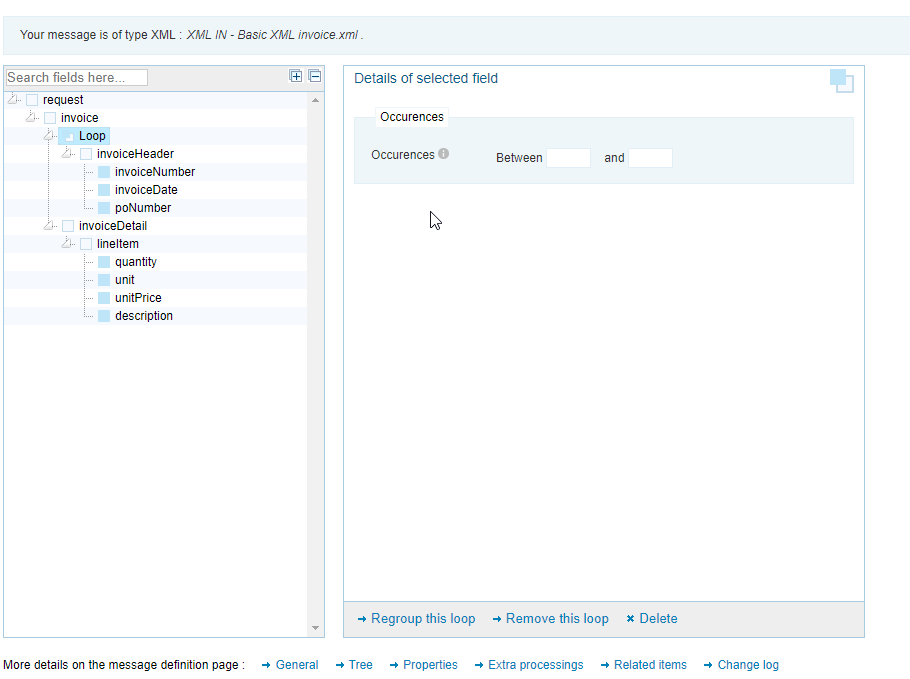 Your message is of type XML : XML IN - Basic XML invoice.xml .
Search fields here...
request
invoice
Loop
invoiceHeader
invoiceNumber
invoiceDate
poNumber
invoiceDetail
lineItem
quantity
unit
unitPrice
description
Details of selected field
Occurences
Occurences Between and
Regroup this loop Remove this loop Delete
More details on the message definition page : General Tree Properties Extra processings Related items Change log